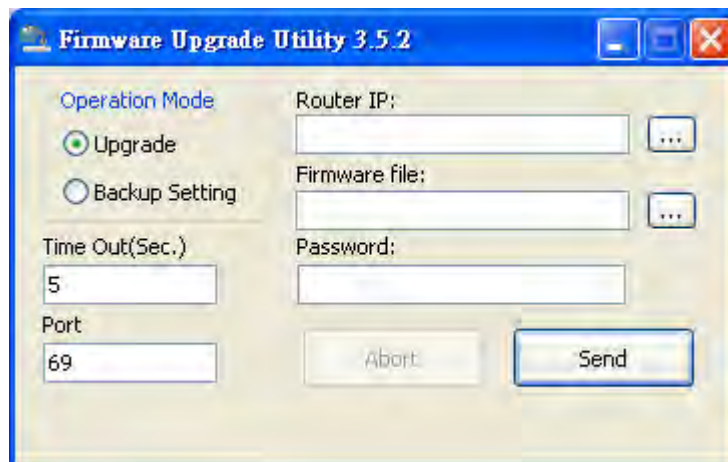 Firmware Upgrade Utility 3.5.2
Operation Mode
Upgrade
Backup Setting
Time Out(Sec.)
5
Port
69
Router IP:
...
Firmware file:
...
Password:
Abort
Send